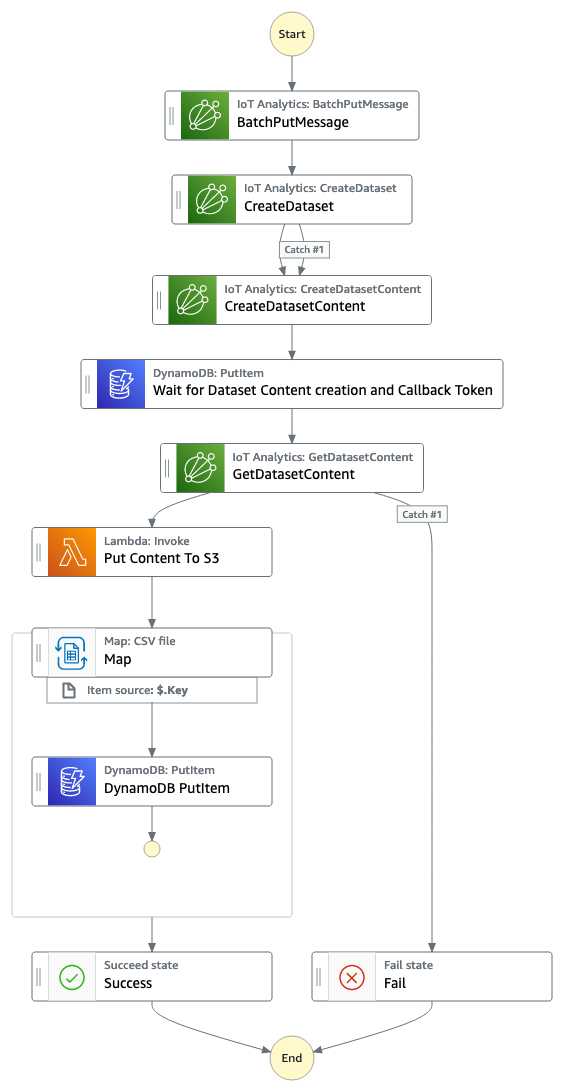 Start
IoT Analytics: BatchPutMessage
BatchPutMessage
IoT Analytics: CreateDataset
CreateDataset
Catch #1
IoT Analytics: CreateDatasetContent
CreateDatasetContent
DynamoDB: PutItem
Wait for Dataset Content creation and Callback Token
IoT Analytics: GetDatasetContent
GetDatasetContent
Catch #1
Lambda: Invoke
Put Content To S3
Map: CSV file
Map
Item source: $.Key
DynamoDB: PutItem
DynamoDB PutItem
Succeed state
Success
Fail state
Fail
End